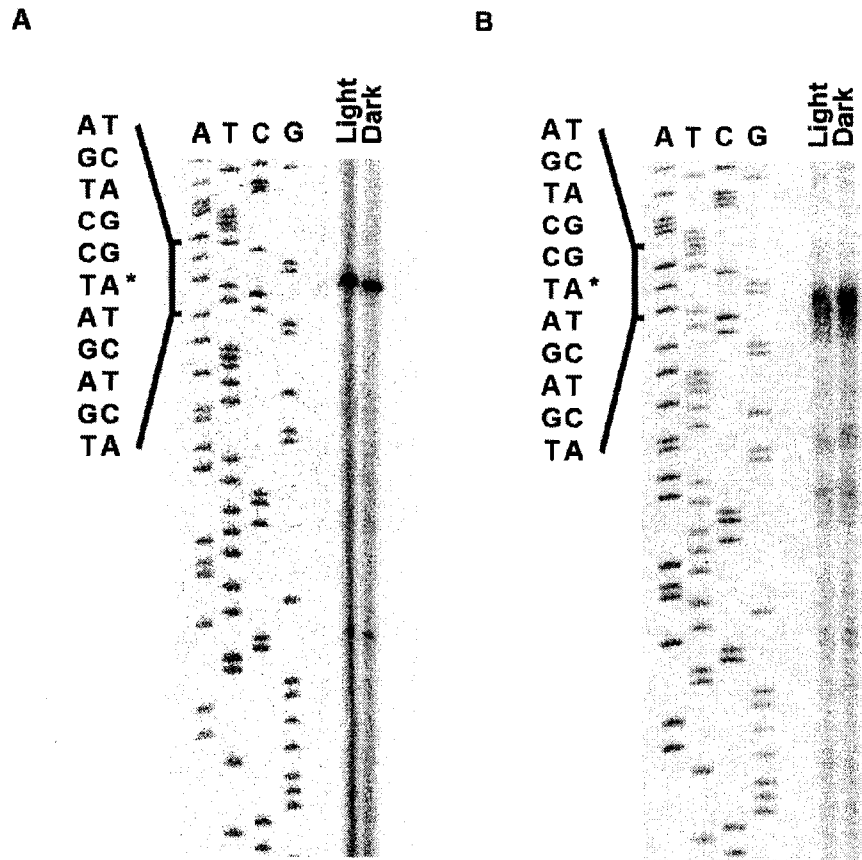 A
B
Light
Dark
A T C G
AT
GC
TA
CG
CG
TA*
AT
GC
AT
GC
TA
Light
Dark
A T C G
AT
GC
TA
CG
CG
TA*
AT
GC
AT
GC
TA